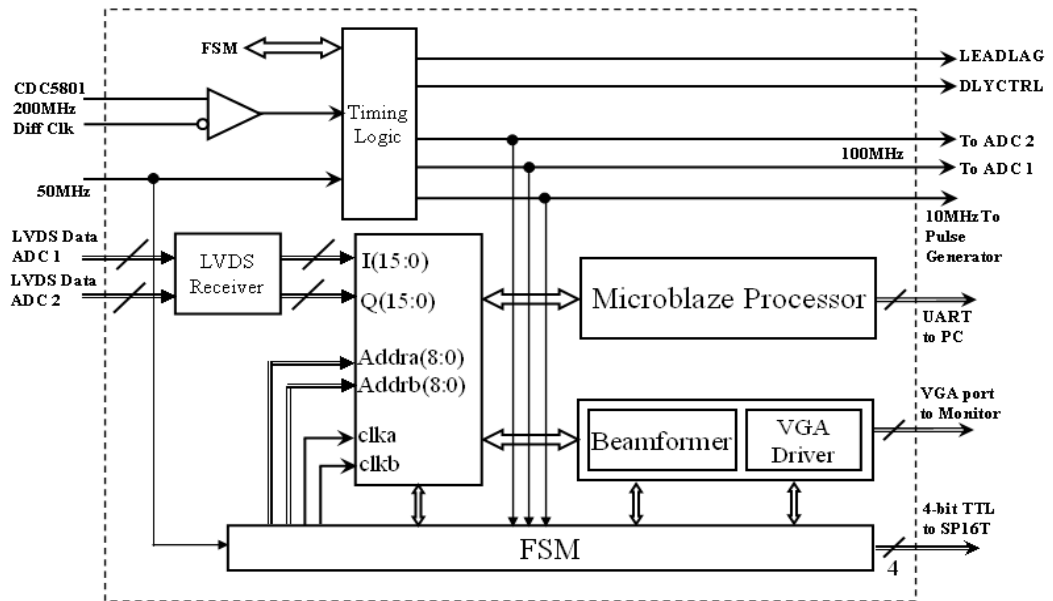 FSM
CDC5801
200MHz
Diff Clk
50MHz
Timing
Logic
LEADLAG
DLYCTRL
To ADC 2
100MHz
To ADC 1
10MHz To
Pulse
Generator
LVDS Data
ADC 1
LVDS Data
ADC 2
LVDS
Receiver
I(15:0)
Q(15:0)
Addra(8:0)
Addrb(8:0)
clka
clkb
Microblaze Processor
UART
to PC
Beamformer
VGA
Driver
VGA port
to Monitor
FSM
4
4-bit TTL
to SP16T